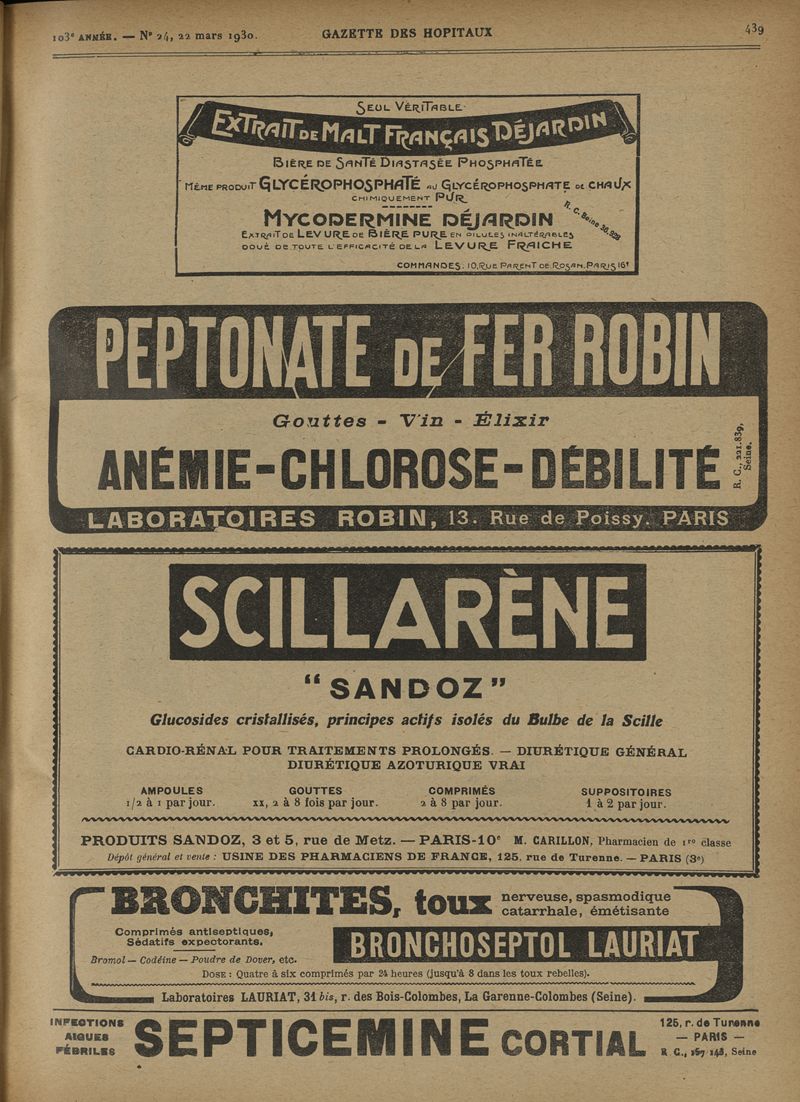 103e ANNÉE. — N° 24, 22 mars 1930.
GAZETTE DES HOPITAUX
439
SEUL VÉRITABLE
EXTRAIT DE MALT FRANÇAIS DÉJARDIN
BIÈRE DE SANTÉ DIASTASÉE PHOSPHATÉE
MÊME PRODUIT GLYCÉROPHOSPHATÉ AU GLYCÉROPHOSPHATE DE CHAUX
CHIMIQUEMENT PUR
MYCODERMINE DÉJARDIN
R. C. Seine 36.929
EXTRAIT DE LEVURE DE BIÈRE PURE EN PILULES INALTÉRABLES
DOUÉ DE TOUTE L'EFFICACITÉ DE LA LEVURE FRAICHE
COMMANDES: 10, RUE PARENT DE ROSAN, PARIS 16e
PEPTONATE DE FER ROBIN
Gouttes - Vin - Élixir
ANÉMIE-CHLOROSE-DÉBILITÉ
R. C., 221.839,
Seine.
LABORATOIRES ROBIN, 13. Rue de Poissy. PARIS
SCILLARÈNE
“SANDOZ”
Glucosides cristallisés, principes actifs isolés du Bulbe de la Scille
CARDIO-RÉNAL POUR TRAITEMENTS PROLONGÉS. — DIURÉTIQUE GÉNÉRAL
DIURÉTIQUE AZOTURIQUE VRAI
AMPOULES GOUTTES COMPRIMÉS SUPPOSITOIRES
1/2 à 1 par jour. XX, 2 à 8 fois par jour. 2 à 8 par jour. 1 à 2 par jour.
PRODUITS SANDOZ, 3 et 5, rue de Metz. — PARIS-10e M. CARILLON, Pharmacien de 1re classe
Dépôt général et vente : USINE DES PHARMACIENS DE FRANCE, 125, rue de Turenne. — PARIS (3e)
BRONCHITES, toux nerveuse, spasmodique
catarrhale, émétisante
Comprimés antiseptiques,
Sédatifs expectorants.
Bromol — Codéine — Poudre de Dover, etc.
BRONCHOSEPTOL LAURIAT
DOSE : Quatre à six comprimés par 24 heures (jusqu'à 8 dans les toux rebelles).
Laboratoires LAURIAT, 31 bis, r. des Bois-Colombes, La Garenne-Colombes (Seine).
INFECTIONS
AIGUES
FÉBRILES
SEPTICEMINE CORTIAL
125, r. de Turenne
— PARIS —
R. C., 167 148, Seine